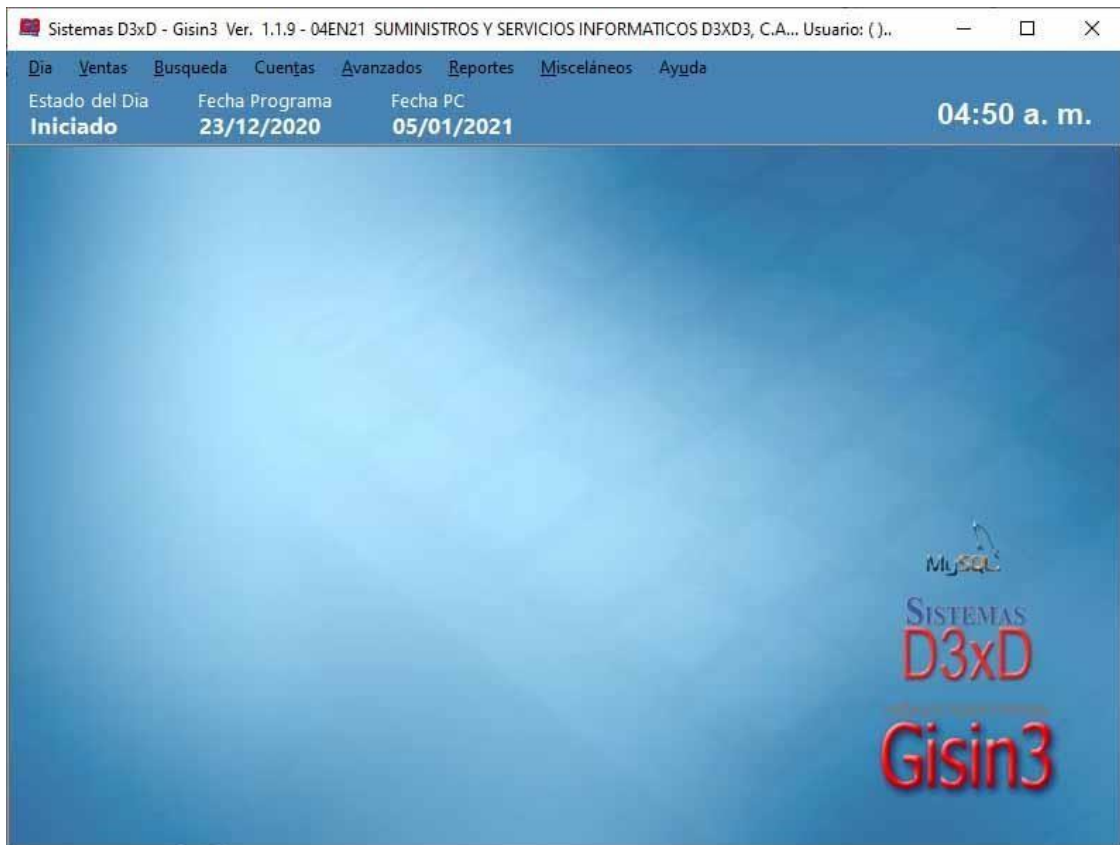 Sistemas D3xD - Gisin3 Ver. 1.1.9 - 04EN21 SUMINISTROS Y SERVICIOS INFORMATICOS D3XD3, C.A... Usuario: ( )..
Dia Ventas Busqueda Cuentas Avanzados Reportes Misceláneos Ayuda
Estado del Dia Fecha Programa Fecha PC
Iniciado 23/12/2020 05/01/2021 04:50 a. m.
MySQL
SISTEMAS
D3xD
Gisin3